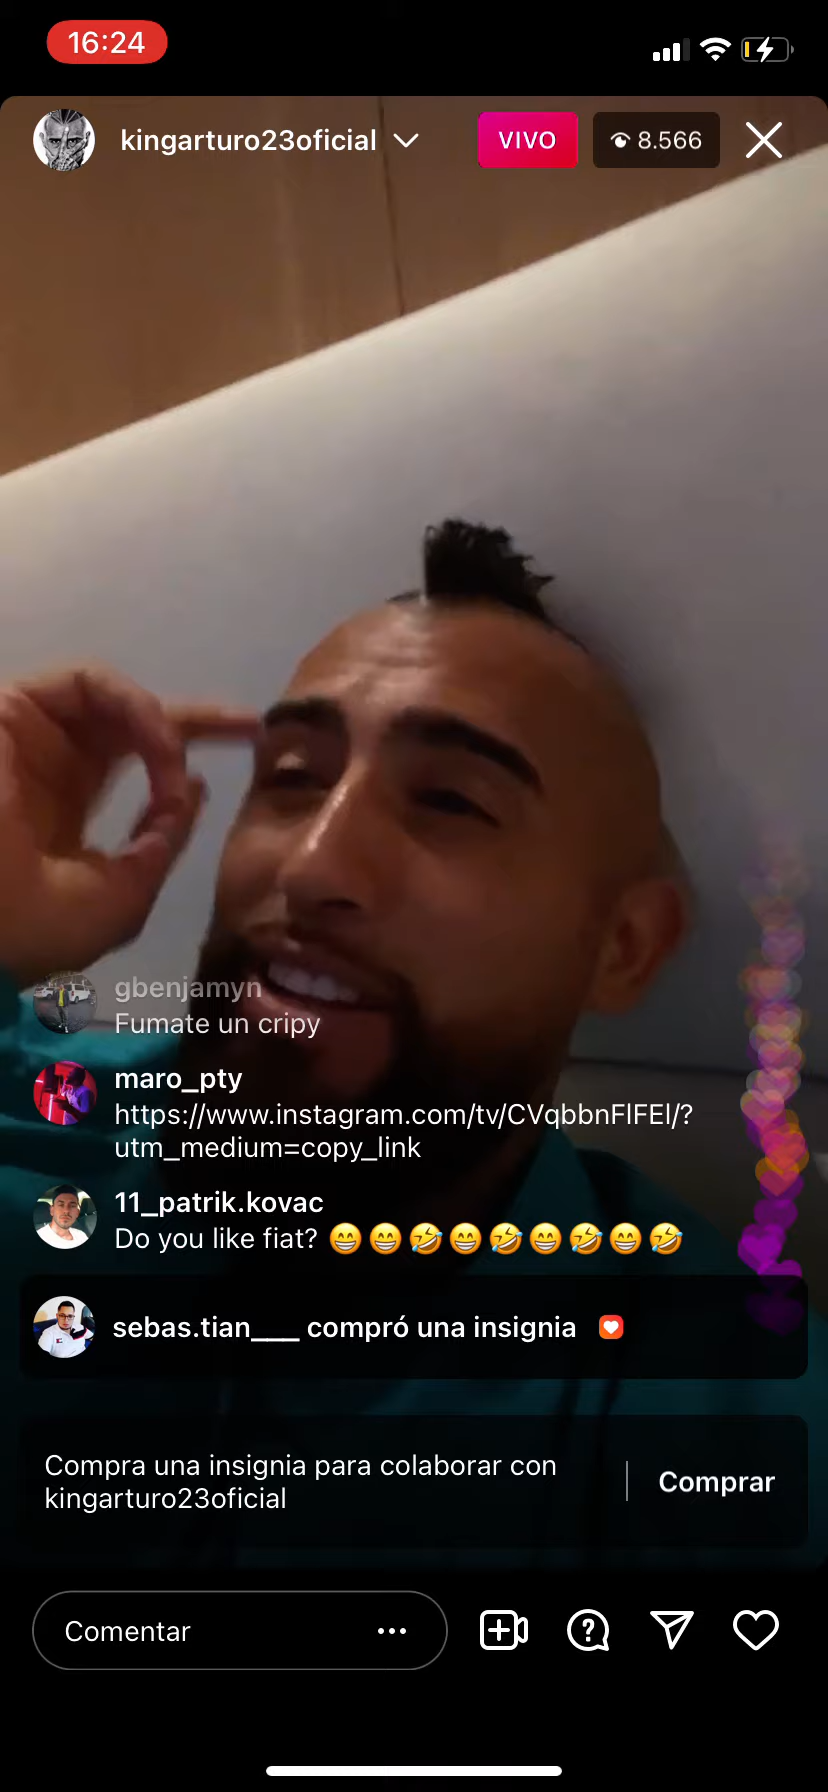 16:24
kingarturo23oficial
VIVO
8.566
gbenjamyn
Fumate un cripy
maro_pty
https://www.instagram.com/tv/CVqbbnFlFEl/?
utm_medium=copy_link
11_patrik.kovac
Do you like fiat? 😁😁🤣😁🤣😁🤣😁🤣
sebas.tian___ compró una insignia
Compra una insignia para colaborar con
kingarturo23oficial
Comprar
Comentar